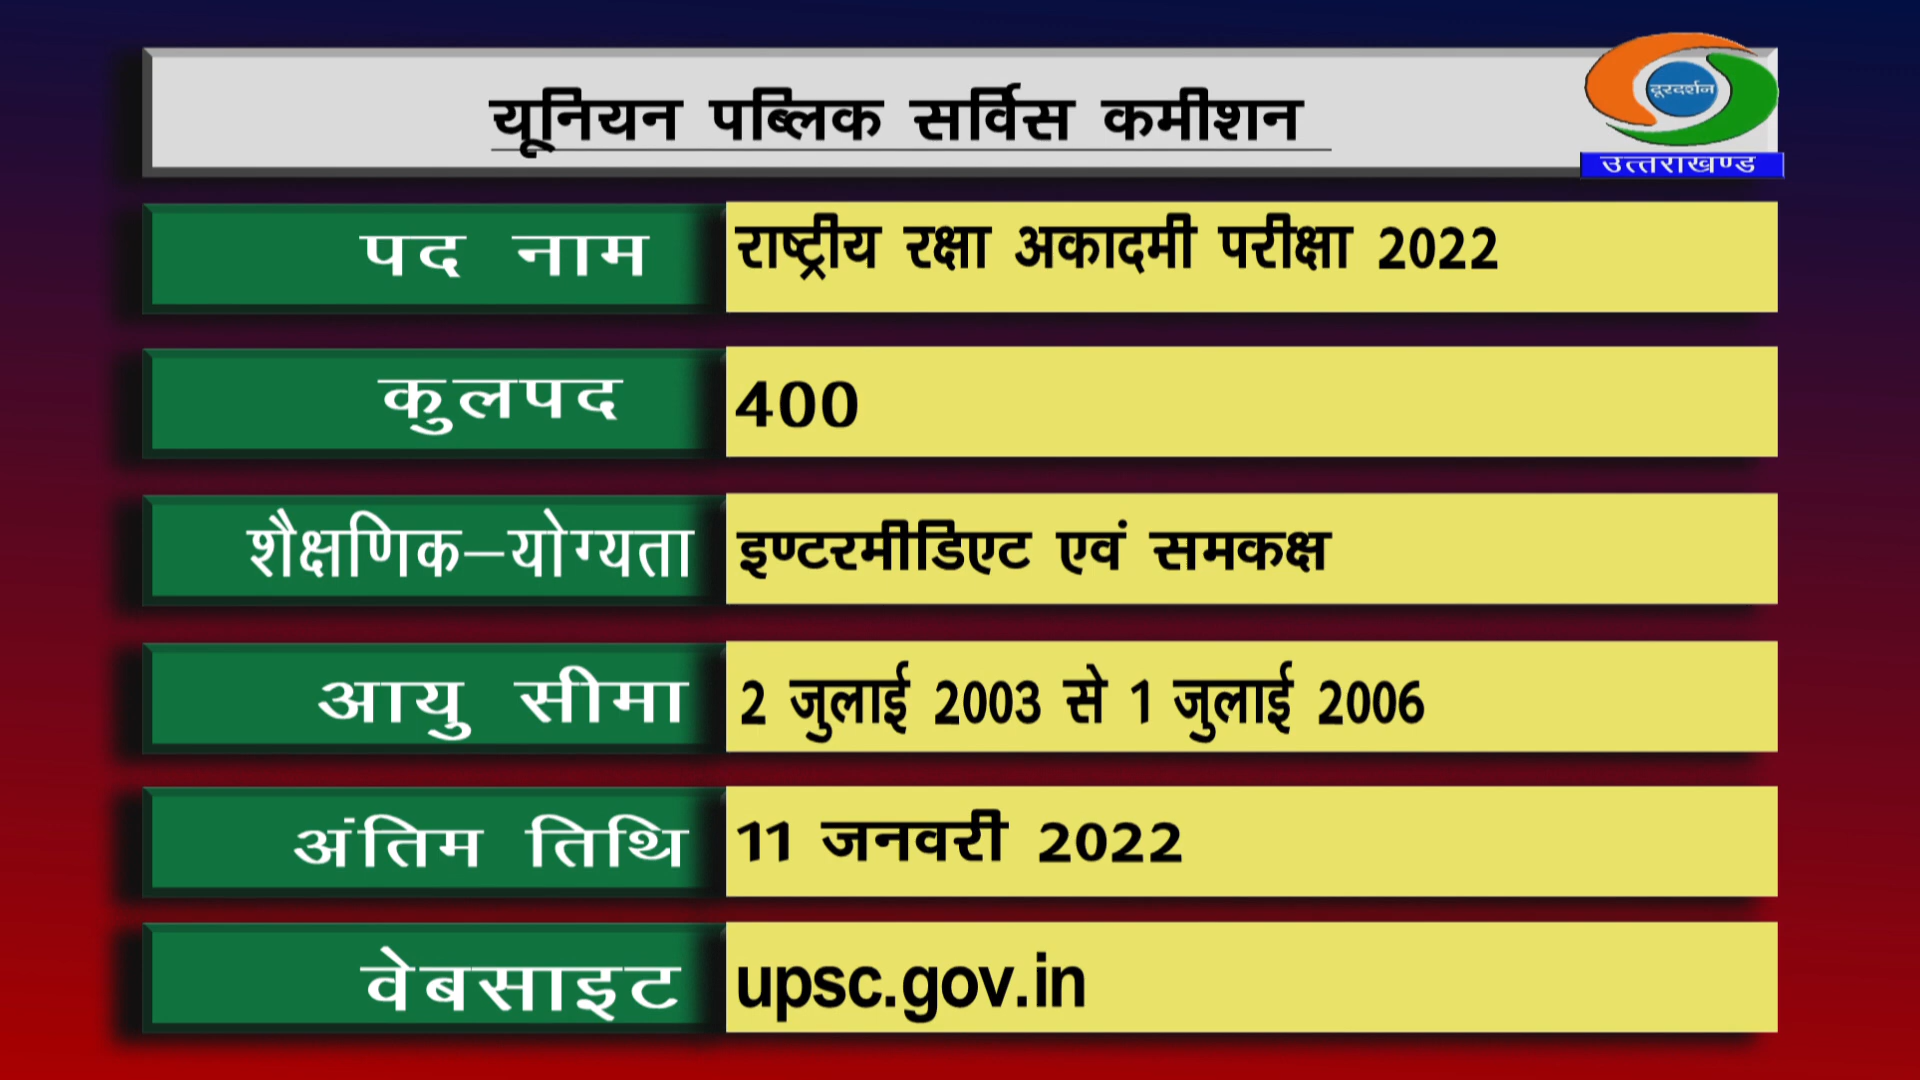 यूनियन पब्लिक सर्विस कमीशन
दूरदर्शन
उत्तराखण्ड
पद नाम
राष्ट्रीय रक्षा अकादमी परीक्षा 2022
कुलपद
400
शैक्षणिक–योग्यता
इण्टरमीडिएट एवं समकक्ष
आयु सीमा
2 जुलाई 2003 से 1 जुलाई 2006
अंतिम तिथि
11 जनवरी 2022
वेबसाइट
upsc.gov.in